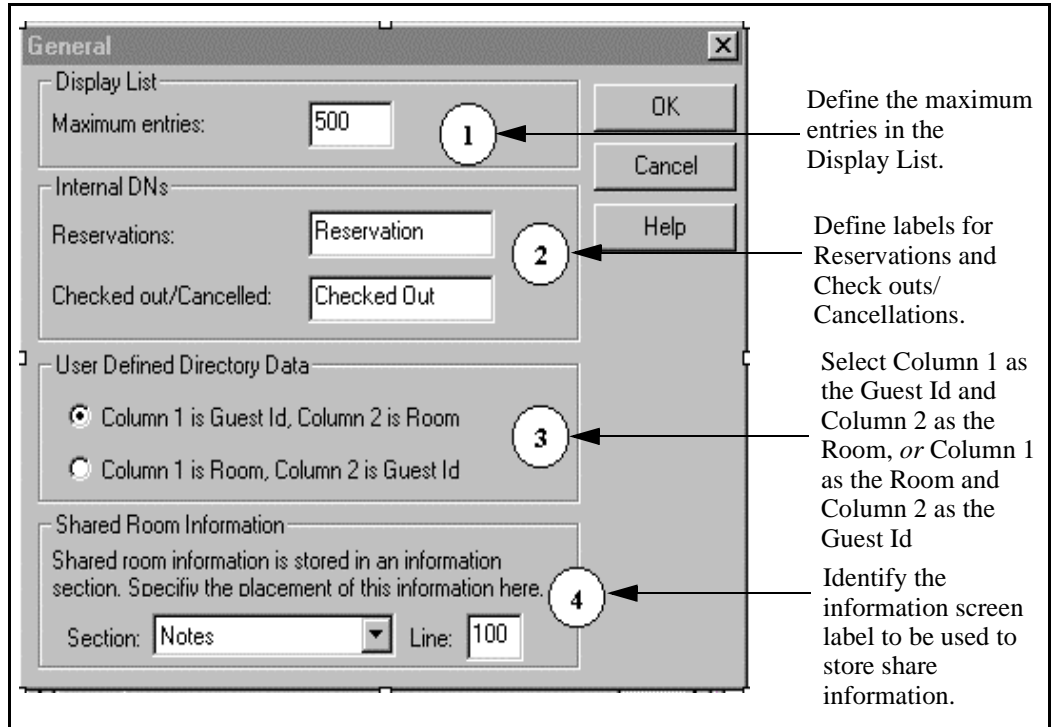 General
Display List
Maximum entries:
500
1
OK
Cancel
Help
Internal DNs
Reservations:
Reservation
Checked out/Cancelled:
Checked Out
2
User Defined Directory Data
Column 1 is Guest Id, Column 2 is Room
Column 1 is Room, Column 2 is Guest Id
3
Shared Room Information
Shared room information is stored in an information
section. Specifiy the placement of this information here.
4
Section:
Notes
Line:
100
Define the maximum
entries in the
Display List.
Define labels for
Reservations and
Check outs/
Cancellations.
Select Column 1 as
the Guest Id and
Column 2 as the
Room, or Column 1
as the Room and
Column 2 as the
Guest Id
Identify the
information screen
label to be used to
store share
information.